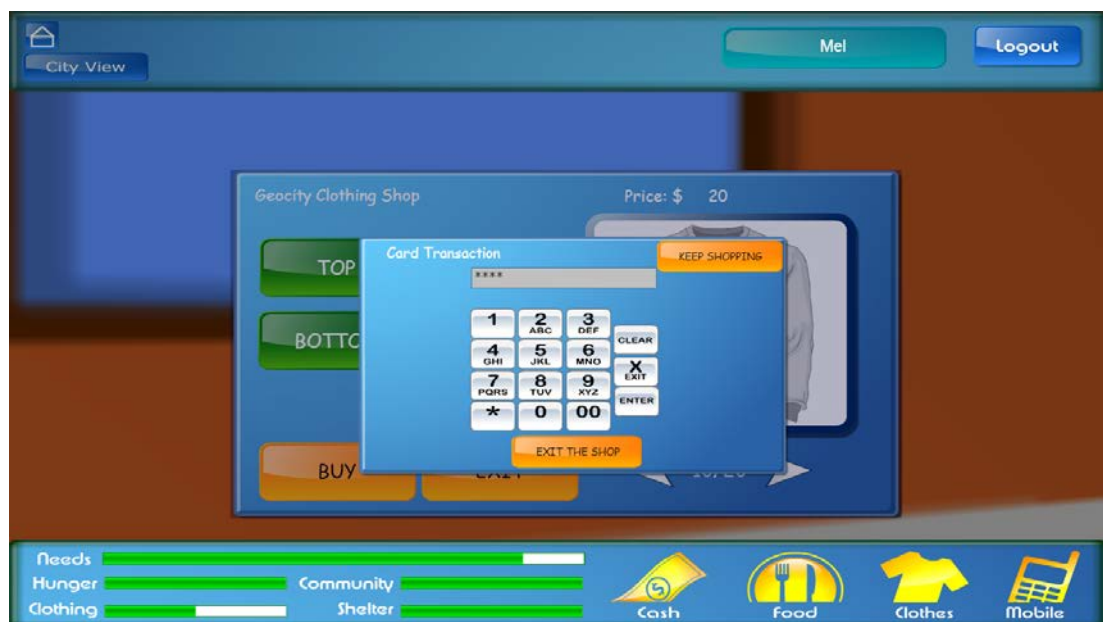 City View
Mel
Logout
Geocity Clothing Shop
Price: $ 20
TOP
BOTTO
BUY
Card Transaction
KEEP SHOPPING
****
1 2 ABC 3 DEF
CLEAR
4 GHI 5 JKL 6 MNO
X EXIT
7 PQRS 8 TUV 9 XYZ
ENTER
* 0 00
EXIT THE SHOP
Needs
Hunger
Community
Clothing
Shelter
Cash
Food
Clothes
Mobile